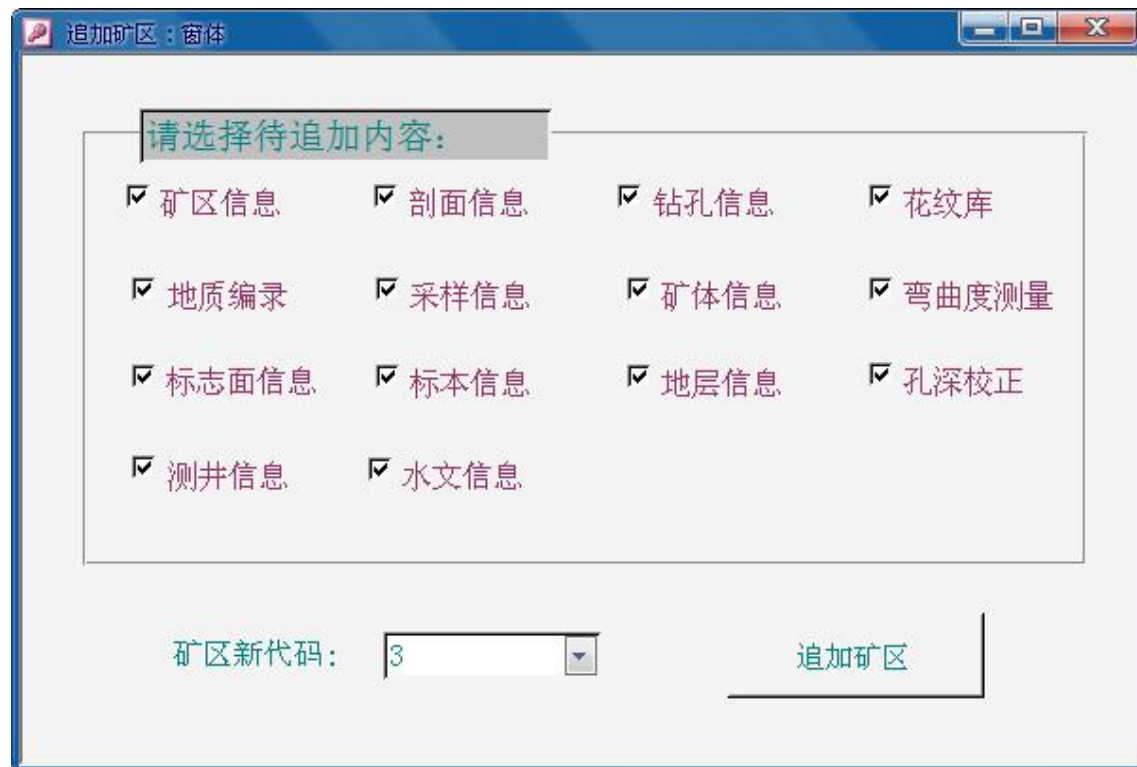 追加矿区:窗体
请选择待追加内容:
矿区信息 剖面信息 钻孔信息 花纹库
地质编录 采样信息 矿体信息 弯曲度测量
标志面信息 标本信息 地层信息 孔深校正
测井信息 水文信息
矿区新代码: 3 追加矿区